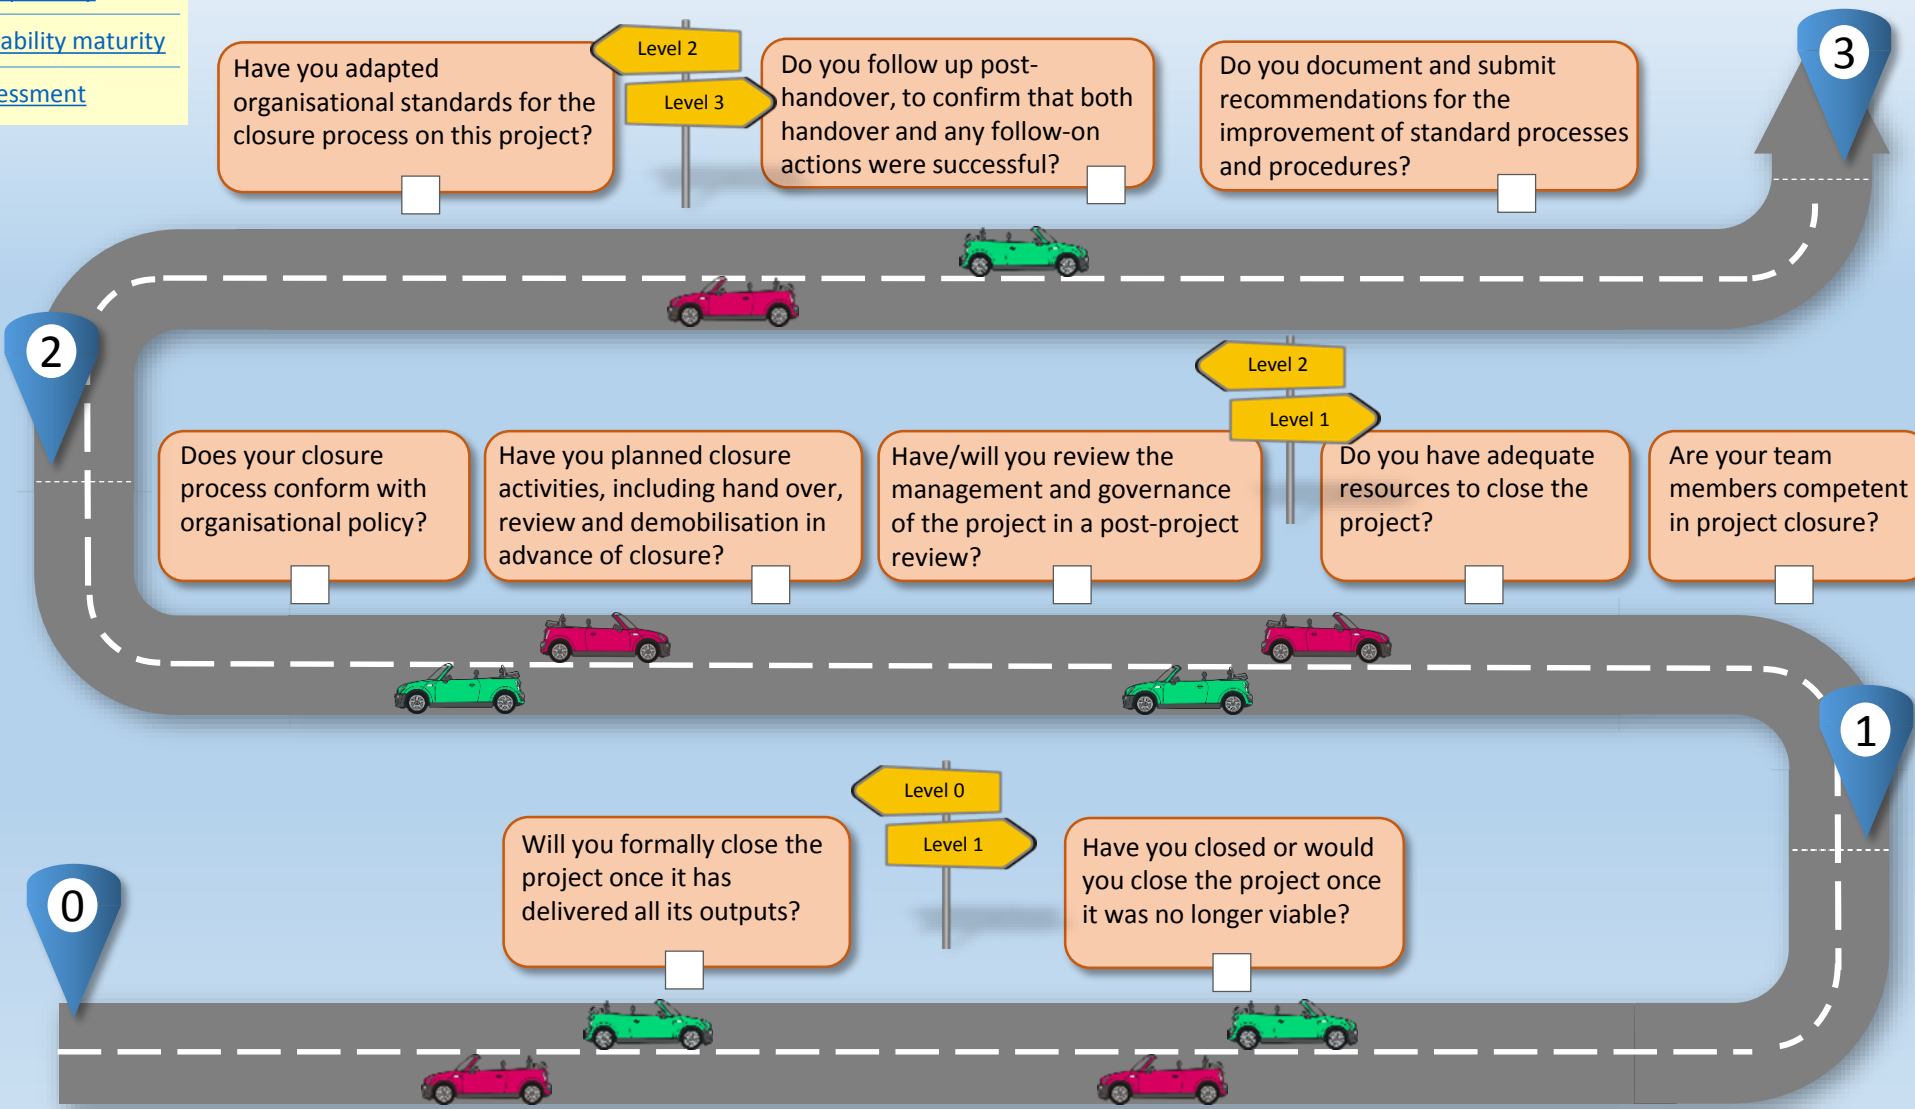 ability maturity
essment
Level 2
Level 3
Have you adapted
organisational standards for the
closure process on this project?
Do you follow up post-
handover, to confirm that both
handover and any follow-on
actions were successful?
Do you document and submit
recommendations for the
improvement of standard processes
and procedures?
3
2
Level 2
Level 1
Does your closure
process conform with
organisational policy?
Have you planned closure
activities, including hand over,
review and demobilisation in
advance of closure?
Have/will you review the
management and governance
of the project in a post-project
review?
Do you have adequate
resources to close the
project?
Are your team
members competent
in project closure?
1
Level 0
Level 1
Will you formally close the
project once it has
delivered all its outputs?
Have you closed or would
you close the project once
it was no longer viable?
0